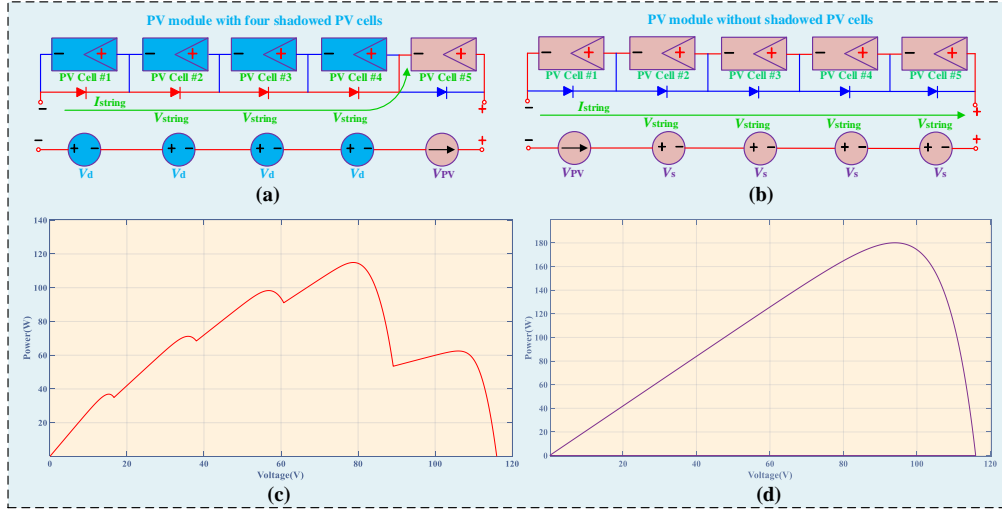 PV module with four shadowed PV cells
PV Cell #1 PV Cell #2 PV Cell #3 PV Cell #4 PV Cell #5
Istring
Vstring Vstring Vstring
Vd Vd Vd Vd VPV
(a)
PV module without shadowed PV cells
PV Cell #1 PV Cell #2 PV Cell #3 PV Cell #4 PV Cell #5
Istring
Vstring Vstring Vstring Vstring
VPV Vs Vs Vs Vs
(b)
140
120
100
80
60
40
20
Power(W)
0 20 40 60 80 100 120
Voltage(V)
(c)
180
160
140
120
100
80
60
40
20
0
Power(W)
20 40 60 80 100 120
Voltage(V)
(d)